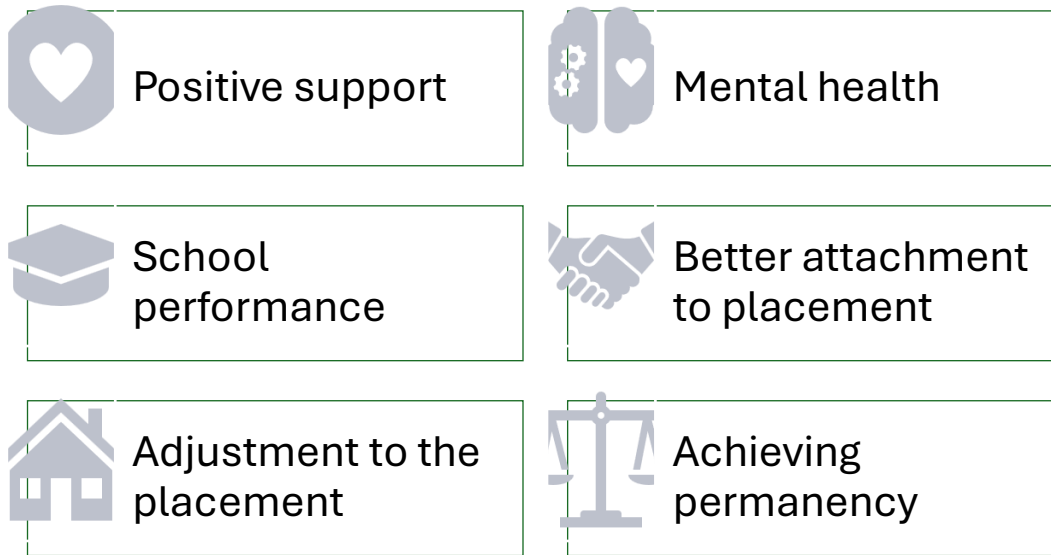 Positive support
Mental health
School
performance
Better attachment
to placement
Adjustment to the
placement
Achieving
permanency